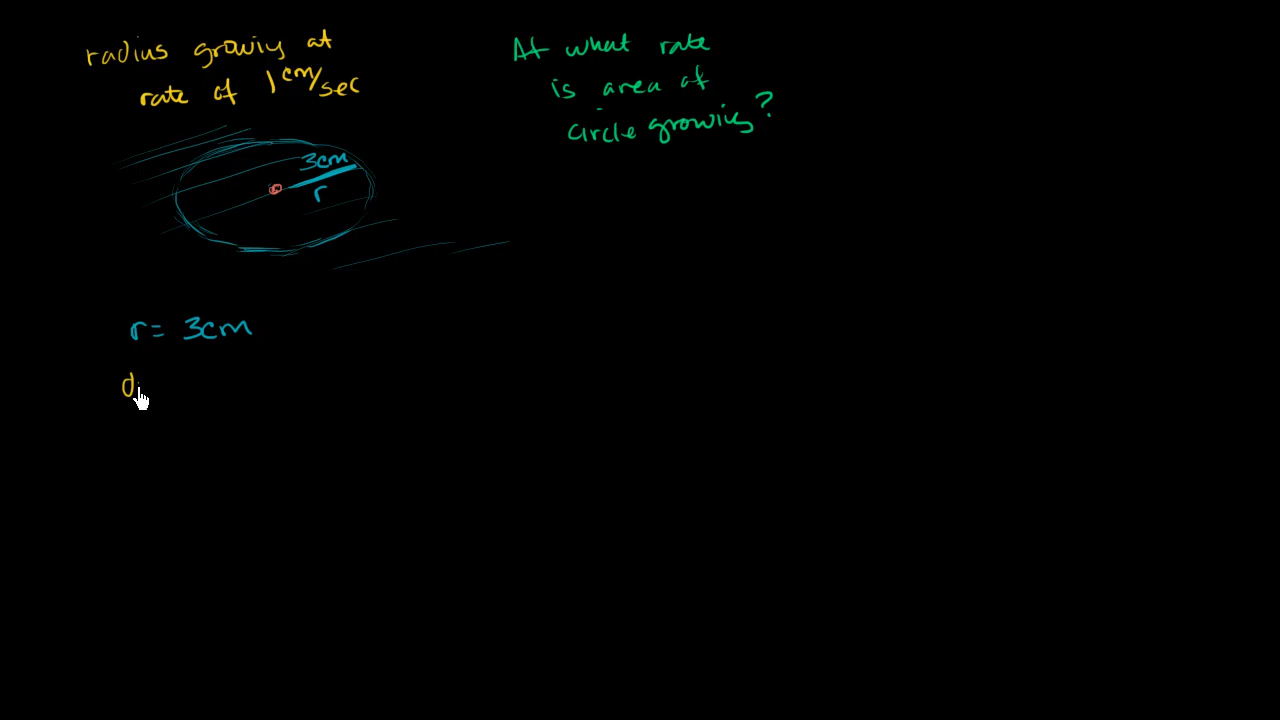 radius growing at
rate of 1 cm/sec
At what rate
is area of
circle growing?
3cm
r
r = 3cm
d